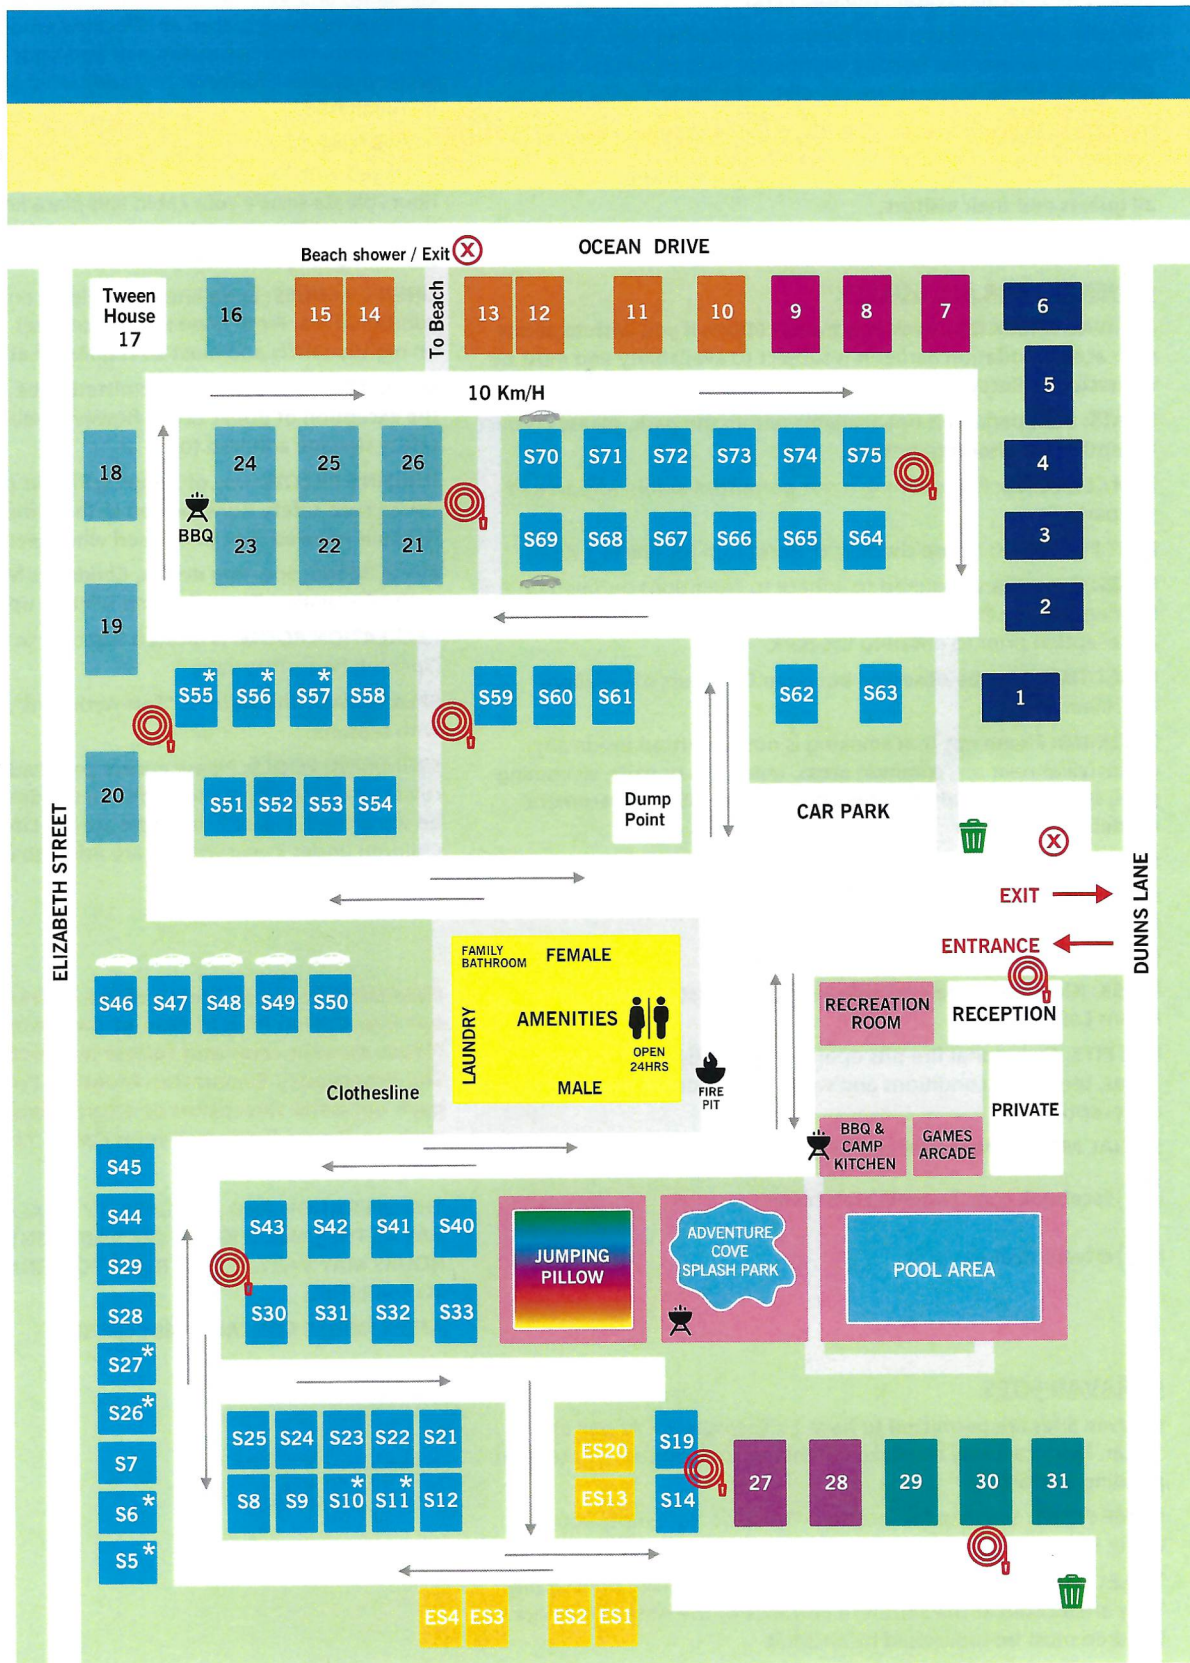 Beach shower / Exit X
OCEAN DRIVE
Tween
House
17
16
15
14
To Beach
13
12
11
10
9
8
7
6
5
10 Km/H
18
24
25
26
S70
S71
S72
S73
S74
S75
4
BBQ
23
22
21
S69
S68
S67
S66
S65
S64
3
2
19
S55*
S56*
S57*
S58
S59
S60
S61
S62
S63
1
20
S51
S52
S53
S54
Dump
Point
CAR PARK
X
ELIZABETH STREET
DUNNS LANE
EXIT
ENTRANCE
FAMILY
BATHROOM
FEMALE
LAUNDRY
AMENITIES
OPEN
24HRS
MALE
S46
S47
S48
S49
S50
RECREATION
ROOM
RECEPTION
Clothesline
FIRE
PIT
PRIVATE
BBQ &
CAMP
KITCHEN
GAMES
ARCADE
S45
S44
S29
S28
S27*
S26*
S7
S6*
S5*
S43
S42
S41
S40
S30
S31
S32
S33
JUMPING
PILLOW
ADVENTURE
COVE
SPLASH PARK
POOL AREA
S25
S24
S23
S22
S21
S8
S9
S10*
S11*
S12
ES20
ES13
S19
S14
27
28
29
30
31
ES4
ES3
ES2
ES1